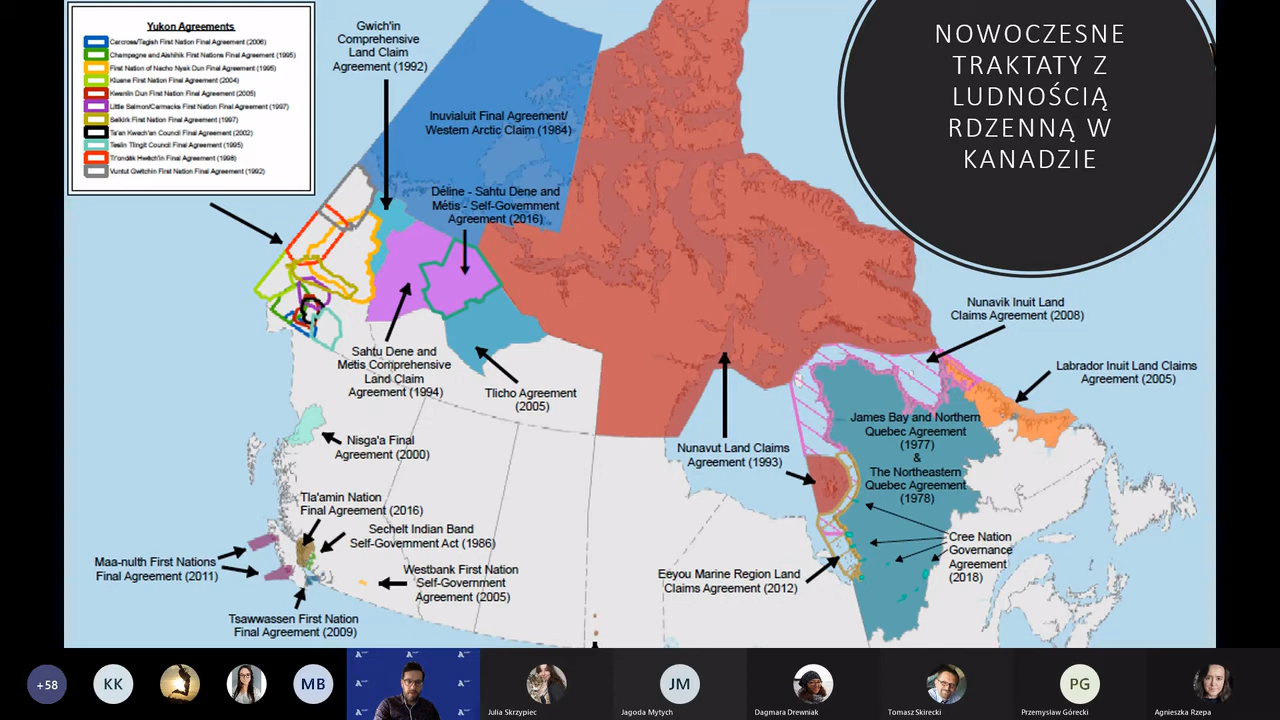 Yukon Agreements
Carcross/Tagish First Nation Final Agreement (2006)
Champagne and Aishihik First Nations Final Agreement (1995)
First Nation of Nacho Nyak Dun Final Agreement (1995)
Kluane First Nation Final Agreement (2004)
Kwanlin Dun First Nation Final Agreement (2005)
Little Salmon/Carmacks First Nation Final Agreement (1997)
Selkirk First Nation Final Agreement (1997)
Ta'an Kwach'an Council Final Agreement (2002)
Teslin Tlingit Council Final Agreement (1995)
Tr'ondëk Hwëch'in Final Agreement (1998)
Vuntut Gwitchin First Nation Final Agreement (1992)
Gwich'in
Comprehensive
Land Claim
Agreement (1992)
Inuvialuit Final Agreement/
Western Arctic Claim (1984)
Déline - Sahtu Dene and
Métis - Self-Government
Agreement (2016)
NOWOCZESNE
TRAKTATY Z
LUDNOŚCIĄ
RDZENNĄ W
KANADZIE
Nunavik Inuit Land
Claims Agreement (2008)
Labrador Inuit Land Claims
Agreement (2005)
Sahtu Dene and
Metis Comprehensive
Land Claim
Agreement (1994)
Tlicho Agreement
(2005)
James Bay and Northern
Quebec Agreement
(1977)
&
The Northeastern
Quebec Agreement
(1978)
Nunavut Land Claims
Agreement (1993)
Nisga'a Final
Agreement (2000)
Tla'amin Nation
Final Agreement (2016)
Sechelt Indian Band
Self-Government Act (1986)
Maa-nulth First Nations
Final Agreement (2011)
Westbank First Nation
Self-Government
Agreement (2005)
Tsawwassen First Nation
Final Agreement (2009)
Eeyou Marine Region Land
Claims Agreement (2012)
Cree Nation
Governance
Agreement
(2018)
+58
KK
MB
Julia Skrzypiec
JM
Jagoda Mytych
Dagmara Drewniak
Tomasz Skirecki
PG
Przemysław Górecki
Agnieszka Rzepa